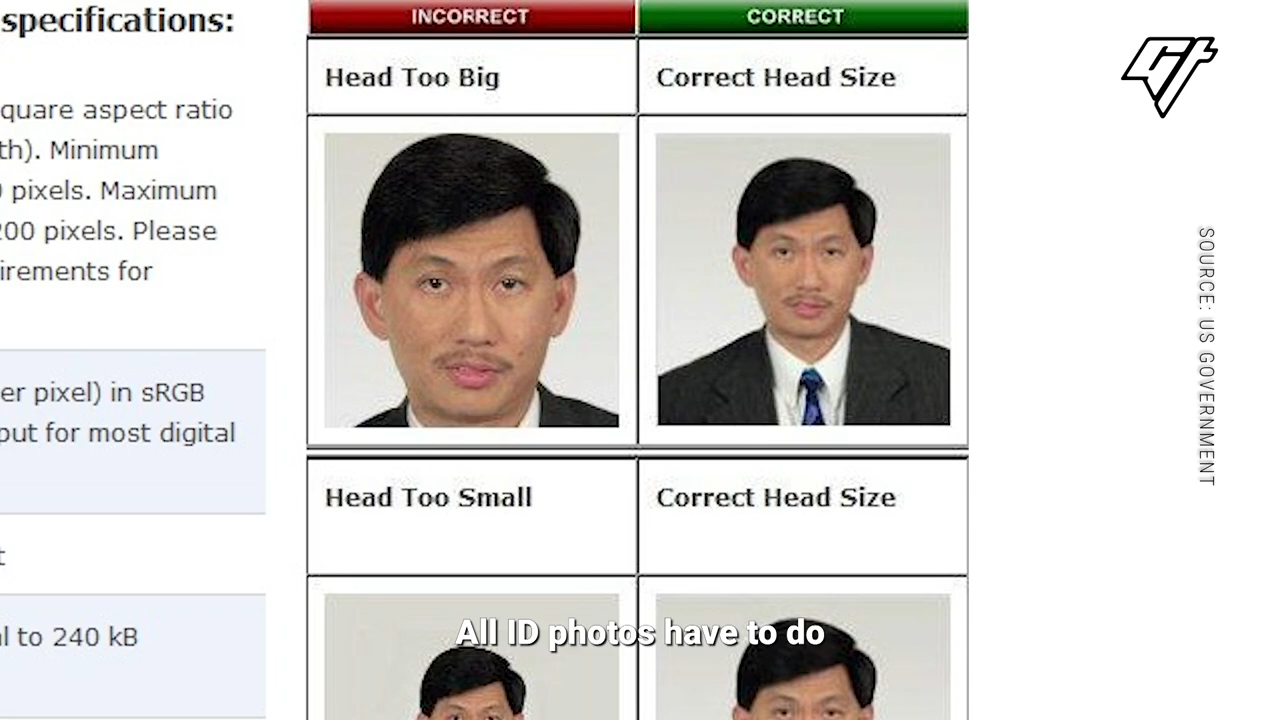 specifications:
quare aspect ratio
th). Minimum
0 pixels. Maximum
200 pixels. Please
irements for
er pixel) in sRGB
put for most digital
t
l to 240 kB
INCORRECT
CORRECT
Head Too Big
Correct Head Size
Head Too Small
Correct Head Size
All ID photos have to do
SOURCE: US GOVERNMENT